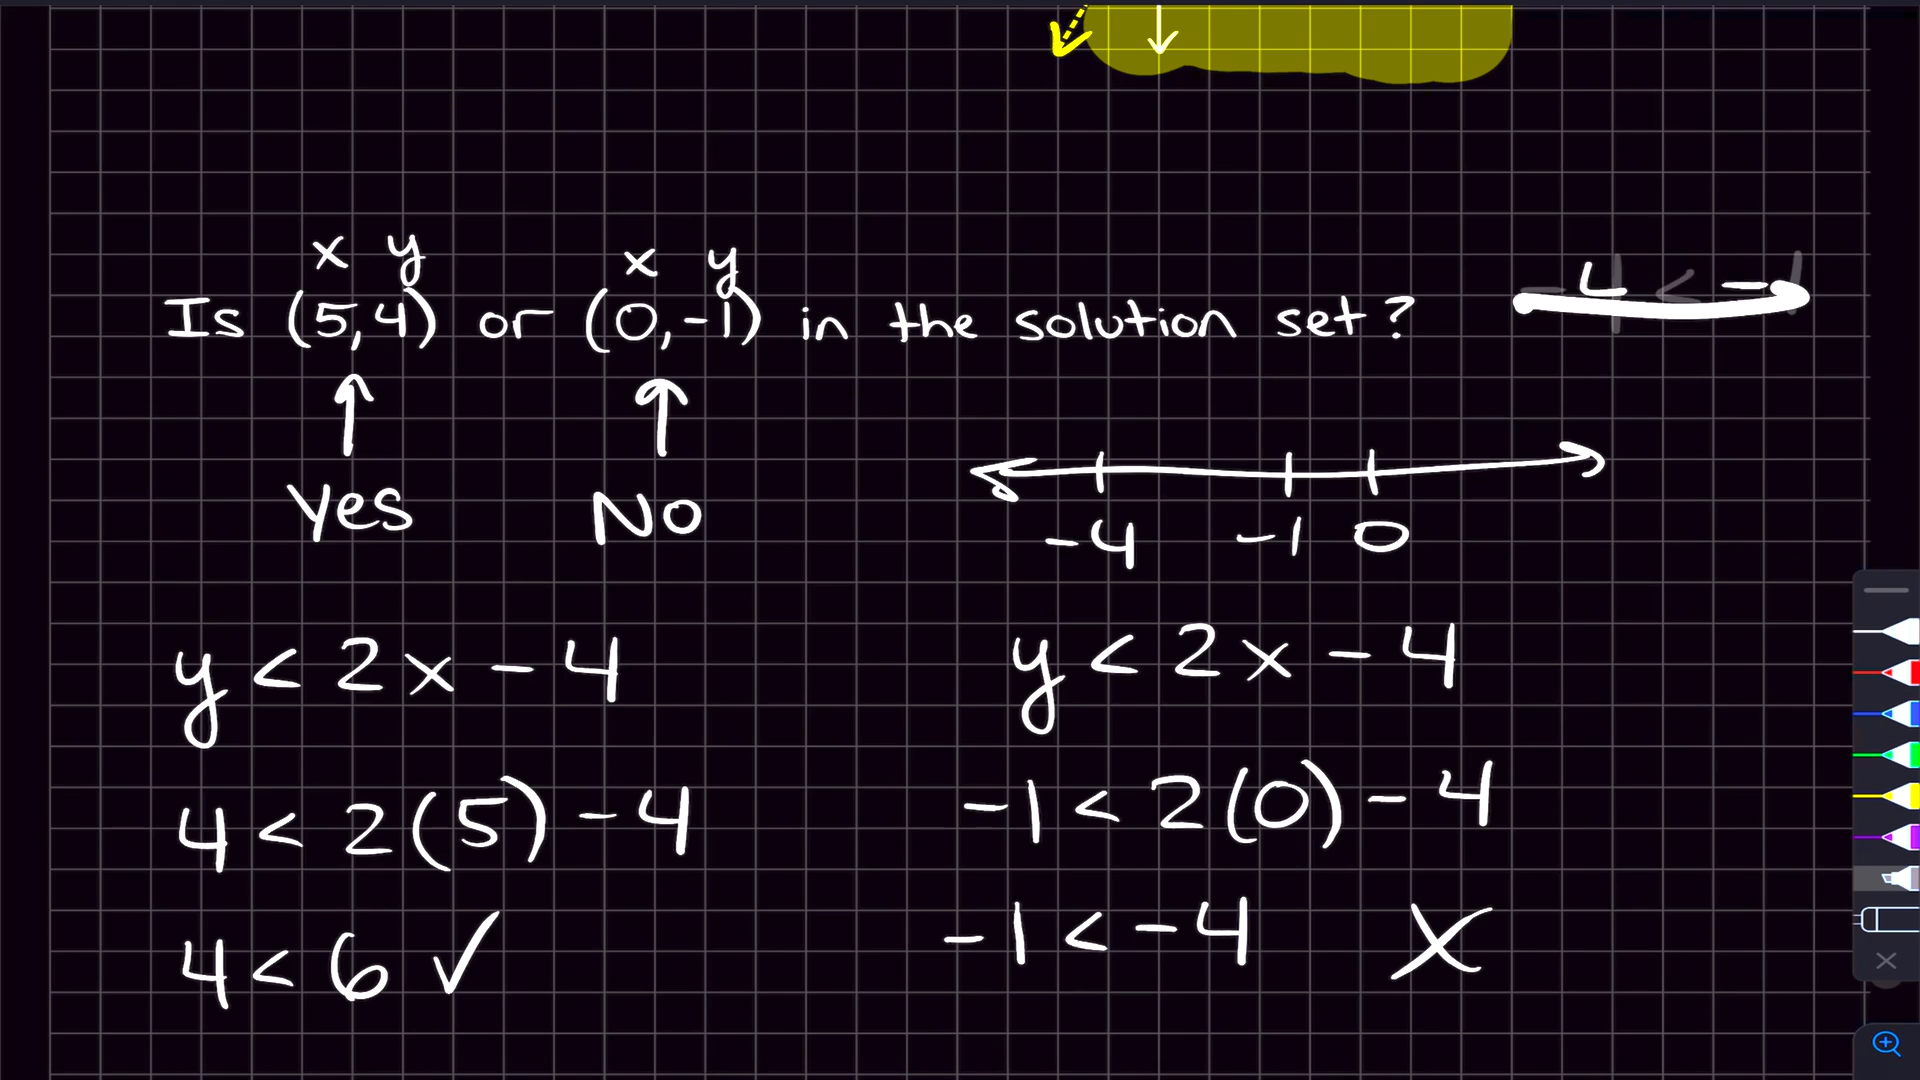 x y x y
Is (5,4) or (0,-1) in the solution set? -4 < -1
Yes No
-4 -1 0
y < 2x - 4 y < 2x - 4
4 < 2(5) - 4 -1 < 2(0) - 4
4 < 6 ✓ -1 < -4 X